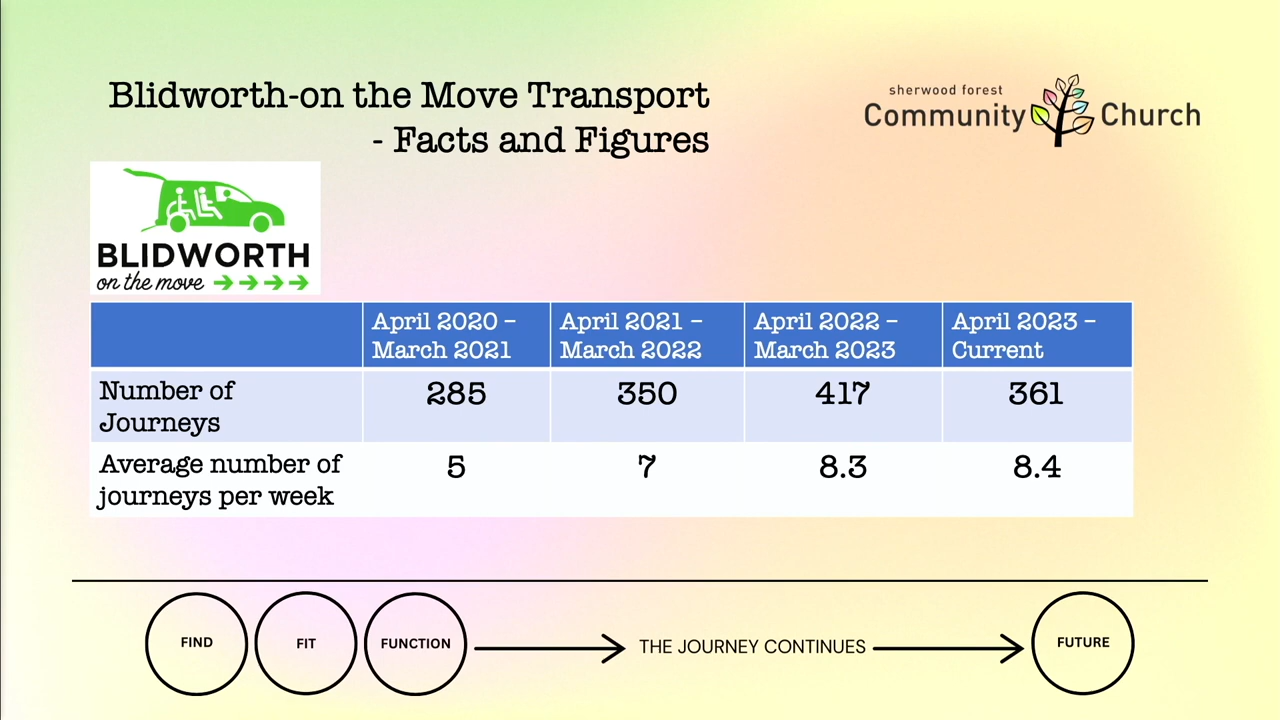 Blidworth-on the Move Transport
- Facts and Figures
sherwood forest
Community Church
BLIDWORTH
on the move
April 2020 –
March 2021
April 2021 –
March 2022
April 2022 –
March 2023
April 2023 –
Current
Number of
Journeys
285
350
417
361
Average number of
journeys per week
5
7
8.3
8.4
FIND
FIT
FUNCTION
THE JOURNEY CONTINUES
FUTURE